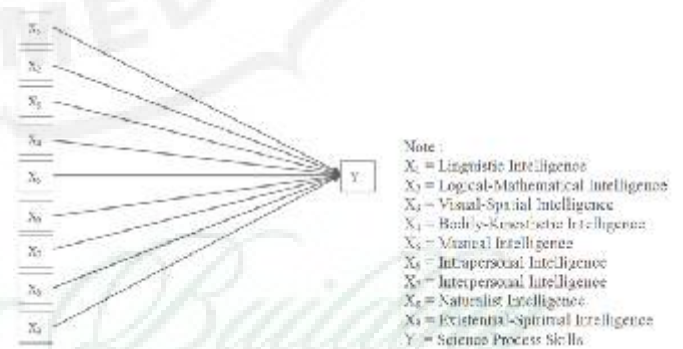 X₁
X₂
X₃
X₄
X₅
X₆
X₇
X₈
X₉
Y
Note :
X₁ = Linguistic Intelligence
X₂ = Logical-Mathematical Intelligence
X₃ = Visual-Spatial Intelligence
X₄ = Bodily-Kinesthetic Intelligence
X₅ = Musical Intelligence
X₆ = Intrapersonal Intelligence
X₇ = Interpersonal Intelligence
X₈ = Naturalist Intelligence
X₉ = Existential-Spiritual Intelligence
Y = Science Process Skills